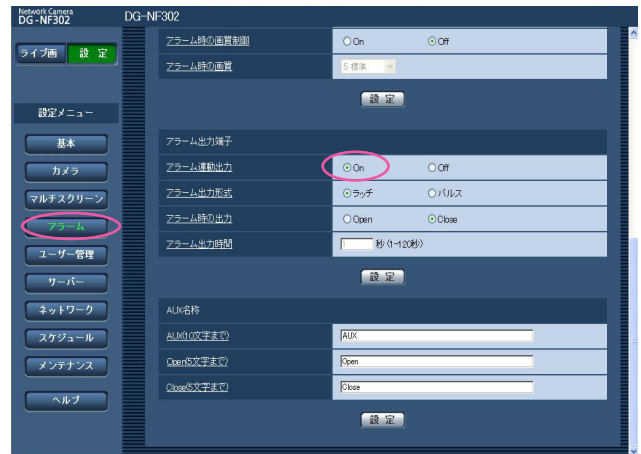 Network Camera
DG-NF302 DG-NF302
ライブ画 設 定
設定メニュー
基本
カメラ
マルチスクリーン
アラーム
ユーザー管理
サーバー
ネットワーク
スケジュール
メンテナンス
ヘルプ
アラーム時の画質制御 On Off
アラーム時の画質 5 標準
設 定
アラーム出力端子
アラーム連動出力 On Off
アラーム出力形式 ラッチ パルス
アラーム時の出力 Open Close
アラーム出力時間 1 秒(1-120秒)
設 定
AUX名称
AUX(10文字まで) AUX
Open(5文字まで) Open
Close(5文字まで) Close
設 定